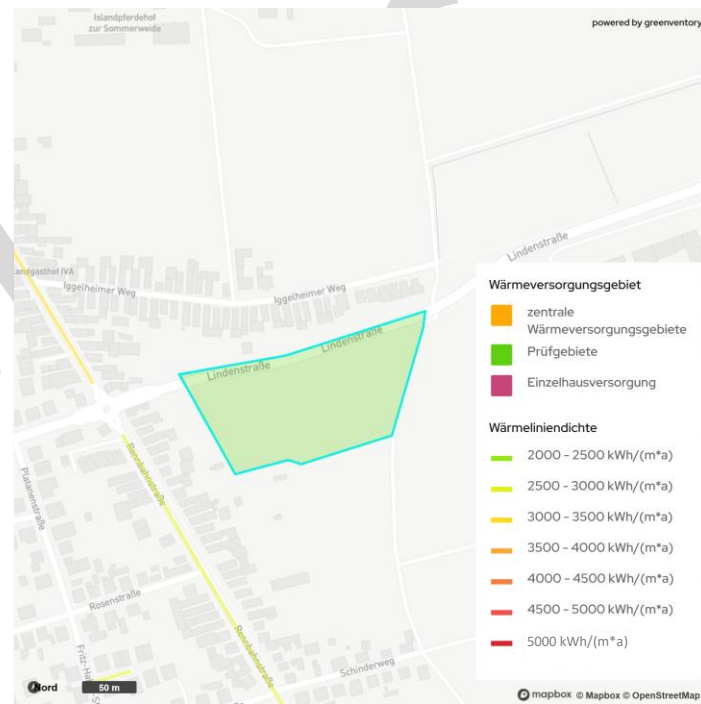 Islandpferdehof
zur Sommerweide
powered by greenventory
Lindenstraße
Landgasthof IVA
Iggelheimer Weg
Iggelheimer Weg
Lindenstraße
Lindenstraße
Rennbahnstraße
Platanenstraße
Rosenstraße
Rennbahnstraße
Schinderweg
Nord
50 m
Wärmeversorgungsgebiet
zentrale
Wärmeversorgungsgebiete
Prüfgebiete
Einzelhausversorgung
Wärmeliniendichte
2000 - 2500 kWh/(m*a)
2500 - 3000 kWh/(m*a)
3000 - 3500 kWh/(m*a)
3500 - 4000 kWh/(m*a)
4000 - 4500 kWh/(m*a)
4500 - 5000 kWh/(m*a)
5000 kWh/(m*a)
mapbox © Mapbox © OpenStreetMap